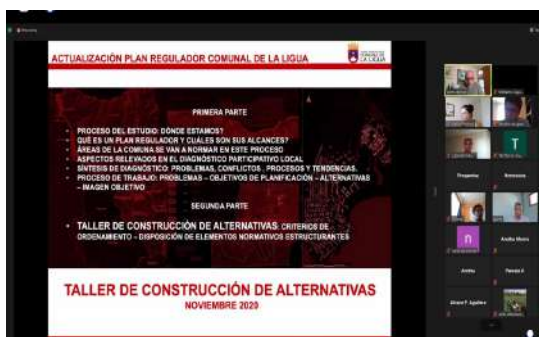 ACTUALIZACIÓN PLAN REGULADOR COMUNAL DE LA LIGUA
LA LIGUA
PRIMERA PARTE
• PROCESO DEL ESTUDIO: DÓNDE ESTAMOS?
• QUÉ ES UN PLAN REGULADOR Y CUÁLES SON SUS ALCANCES?
• ÁREAS DE LA COMUNA SE VAN A NORMAR EN ESTE PROCESO
• ASPECTOS RELEVADOS EN EL DIAGNÓSTICO PARTICIPATIVO LOCAL
• SÍNTESIS DE DIAGNÓSTICO: PROBLEMAS, CONFLICTOS, PROCESOS Y TENDENCIAS.
• PROCESO DE TRABAJO: PROBLEMAS – OBJETIVOS DE PLANIFICACIÓN – ALTERNATIVAS
– IMAGEN OBJETIVO
SEGUNDA PARTE
• TALLER DE CONSTRUCCIÓN DE ALTERNATIVAS: CRITERIOS DE
ORDENAMIENTO – DISPOSICIÓN DE ELEMENTOS NORMATIVOS ESTRUCTURANTES
TALLER DE CONSTRUCCIÓN DE ALTERNATIVAS
NOVIEMBRE 2020
T
n